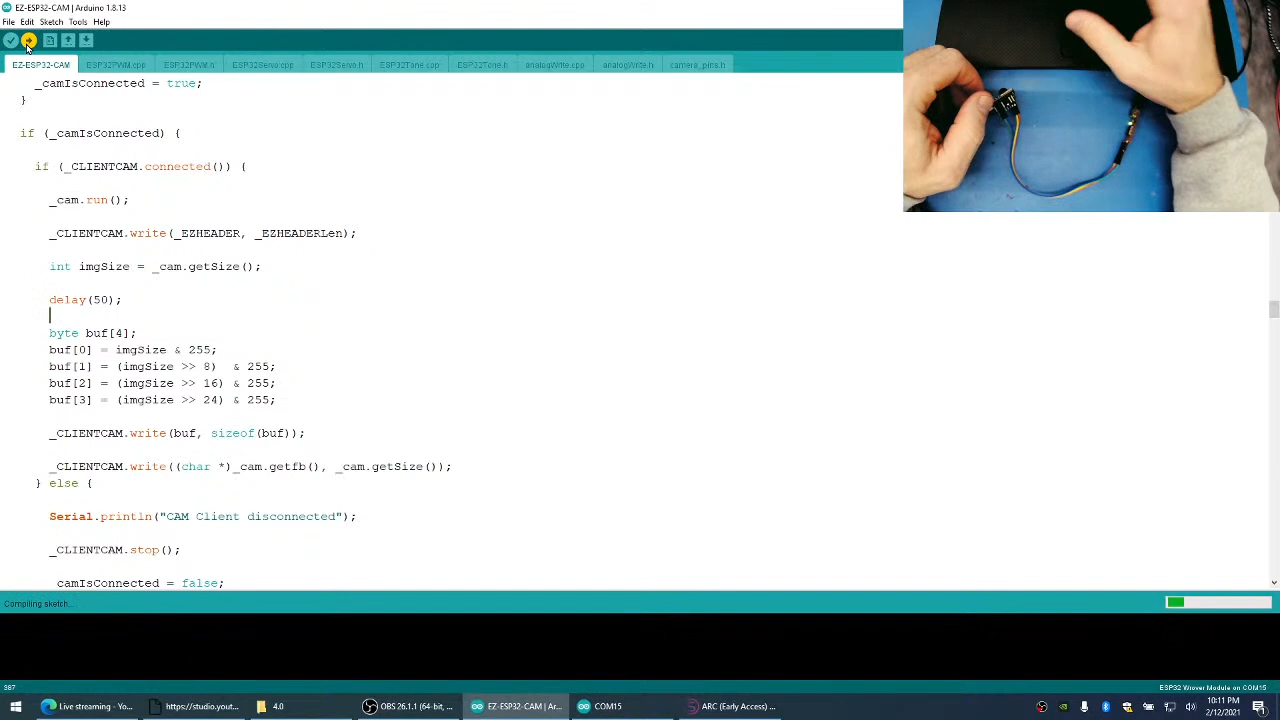 EZ-ESP32-CAM | Arduino 1.8.13
File Edit Sketch Tools Help
EZ-ESP32-CAM ESP32PWM.cpp ESP32PWM.h ESP32Servo.cpp ESP32Servo.h ESP32Tone.cpp ESP32Tone.h analogWrite.cpp analogWrite.h camera_pins.h
_camIsConnected = true;
}
if (_camIsConnected) {
if (_CLIENTCAM.connected()) {
_cam.run();
_CLIENTCAM.write(_EZHEADER, _EZHEADERLen);
int imgSize = _cam.getSize();
delay(50);
byte buf[4];
buf[0] = imgSize & 255;
buf[1] = (imgSize >> 8)  & 255;
buf[2] = (imgSize >> 16) & 255;
buf[3] = (imgSize >> 24) & 255;
_CLIENTCAM.write(buf, sizeof(buf));
_CLIENTCAM.write((char *)_cam.getfb(), _cam.getSize());
} else {
Serial.println("CAM Client disconnected");
_CLIENTCAM.stop();
_camIsConnected = false;
Compiling sketch...
387 ESP32 Wrover Module on COM15
Live streaming - Yo... https://studio.yout... 4.0 OBS 26.1.1 (64-bit, ... EZ-ESP32-CAM | Ar... COM15 ARC (Early Access) ... 10:11 PM
2/12/2021